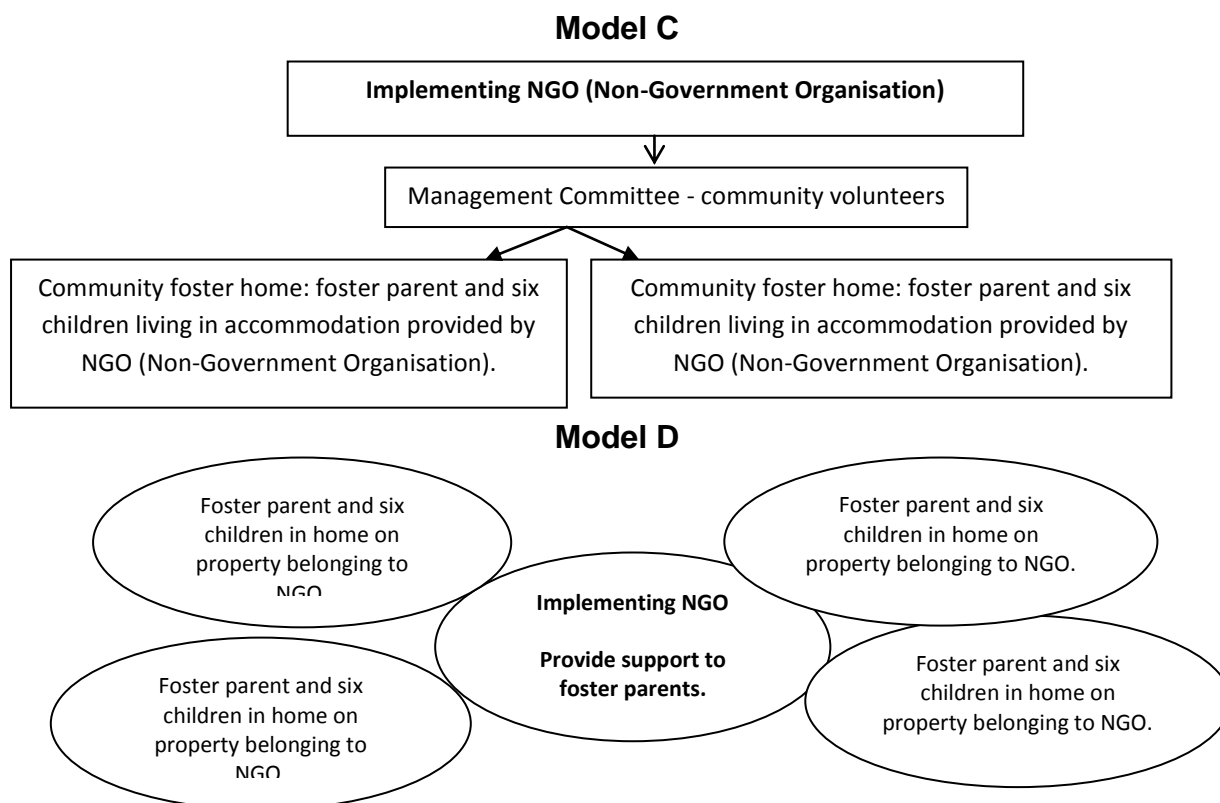 Model C
Implementing NGO (Non-Government Organisation)
Management Committee - community volunteers
Community foster home: foster parent and six
children living in accommodation provided by
NGO (Non-Government Organisation).
Community foster home: foster parent and six
children living in accommodation provided by
NGO (Non-Government Organisation).
Model D
Foster parent and six
children in home on
property belonging to
NGO
Foster parent and six
children in home on
property belonging to NGO.
Implementing NGO
Provide support to
foster parents.
Foster parent and six
children in home on
property belonging to
NGO
Foster parent and six
children in home on
property belonging to NGO.